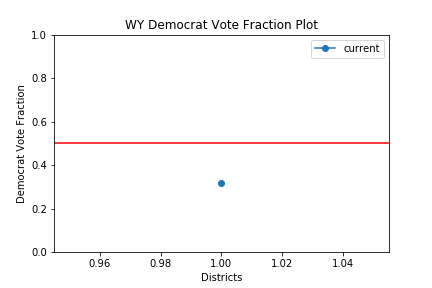 WY Democrat Vote Fraction Plot
current
Democrat Vote Fraction
1.0
0.8
0.6
0.4
0.2
0.0
0.96 0.98 1.00 1.02 1.04
Districts